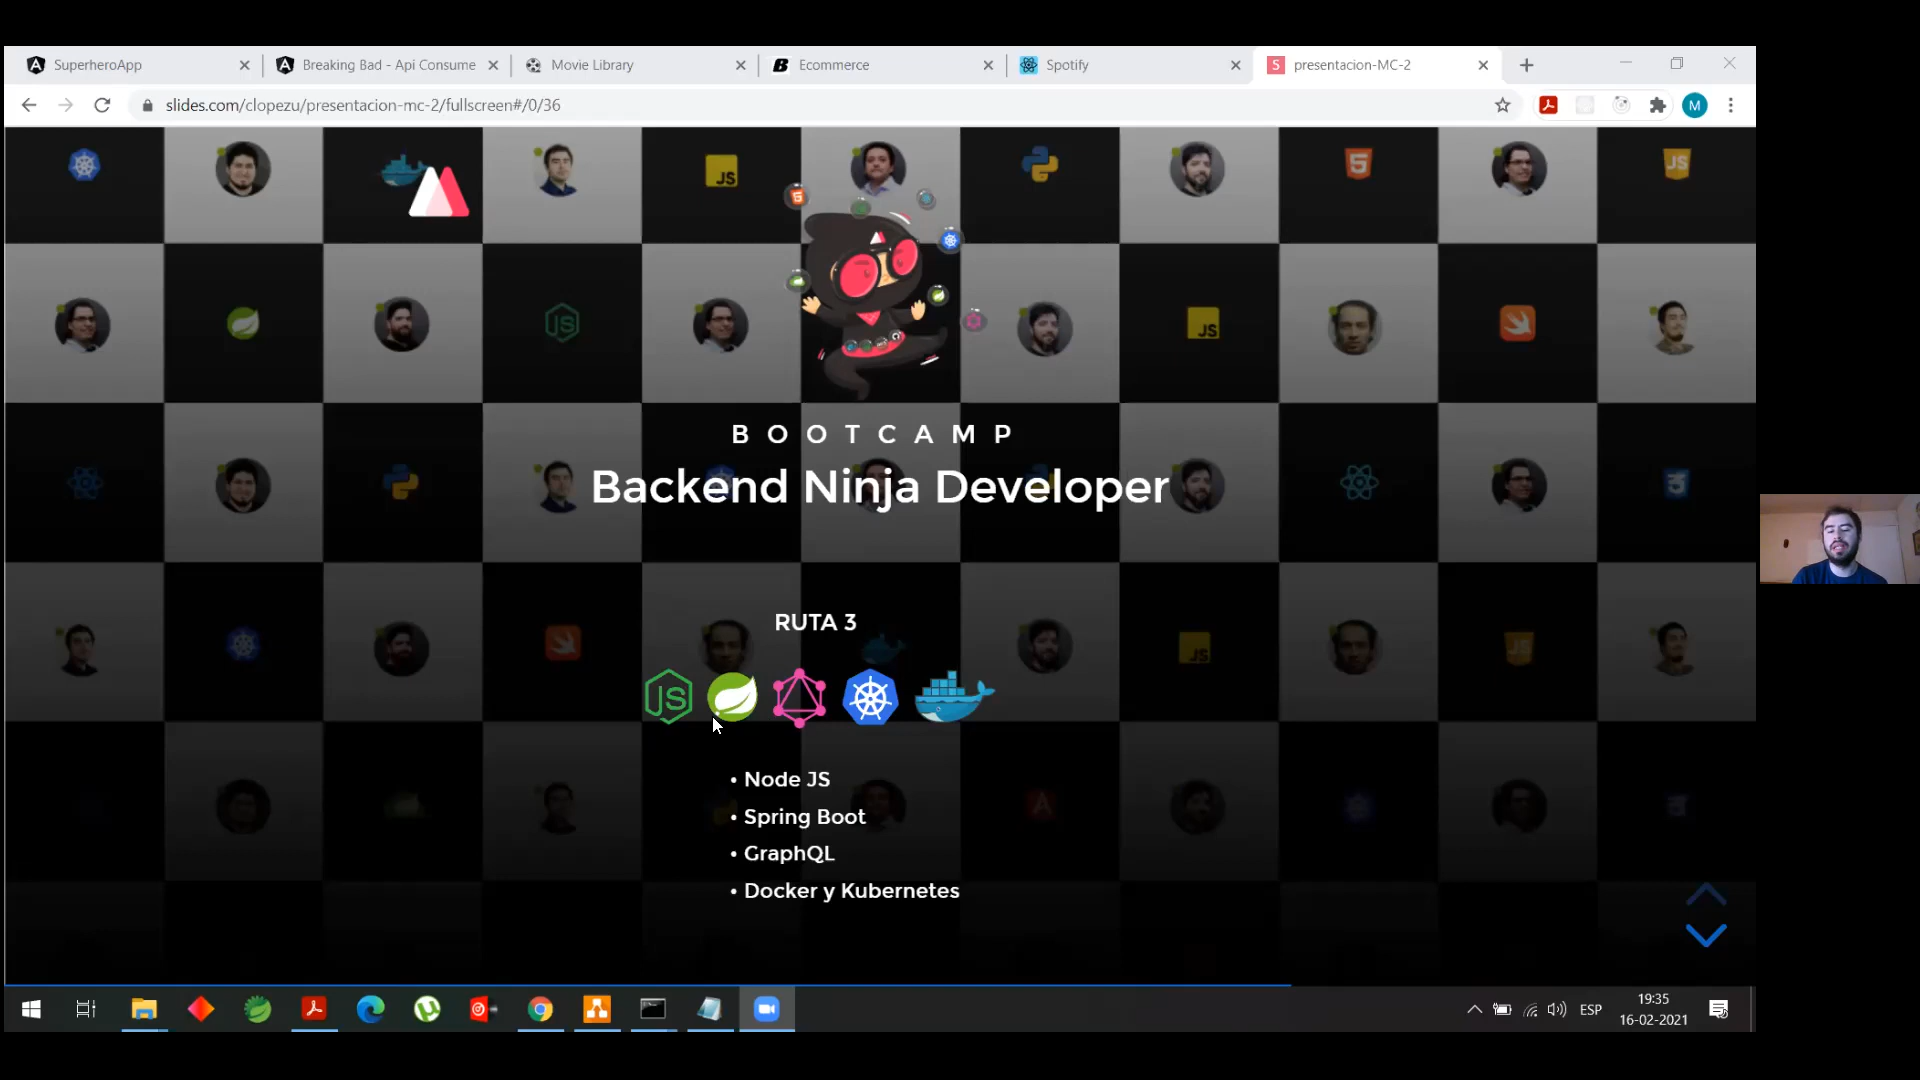 SuperheroApp
Breaking Bad - Api Consume
Movie Library
Ecommerce
Spotify
presentacion-MC-2
slides.com/clopezu/presentacion-mc-2/fullscreen#/0/36
M
BOOTCAMP
Backend Ninja Developer
RUTA 3
JS
• Node JS
• Spring Boot
• GraphQL
• Docker y Kubernetes
ESP
19:35
16-02-2021